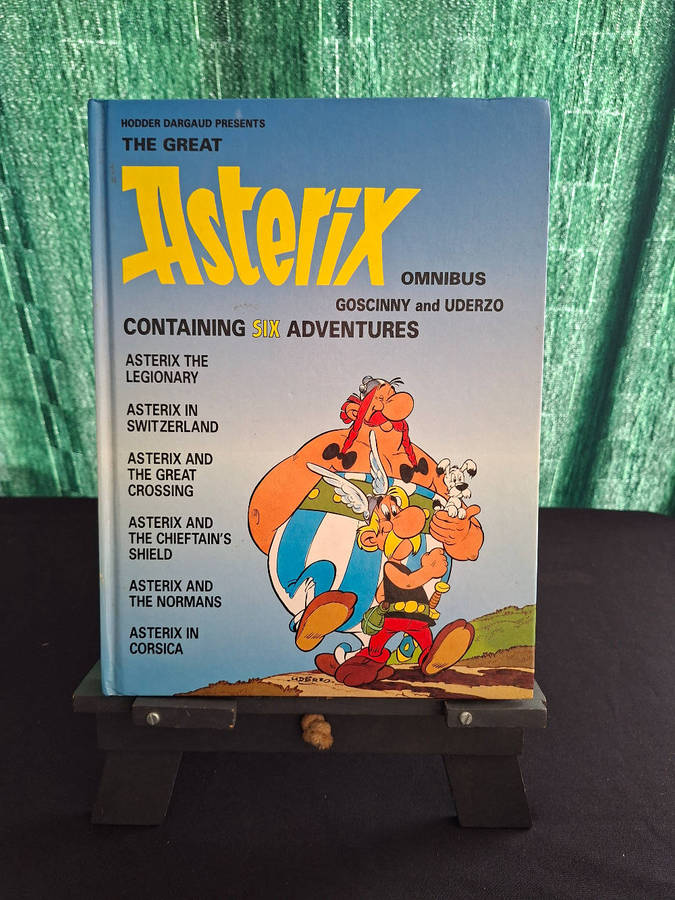 HODDER DARGAUD PRESENTS
THE GREAT
Asterix
OMNIBUS
GOSCINNY and UDERZO
CONTAINING SIX ADVENTURES
ASTERIX THE
LEGIONARY
ASTERIX IN
SWITZERLAND
ASTERIX AND
THE GREAT
CROSSING
ASTERIX AND
THE CHIEFTAIN'S
SHIELD
ASTERIX AND
THE NORMANS
ASTERIX IN
CORSICA
UDERZO